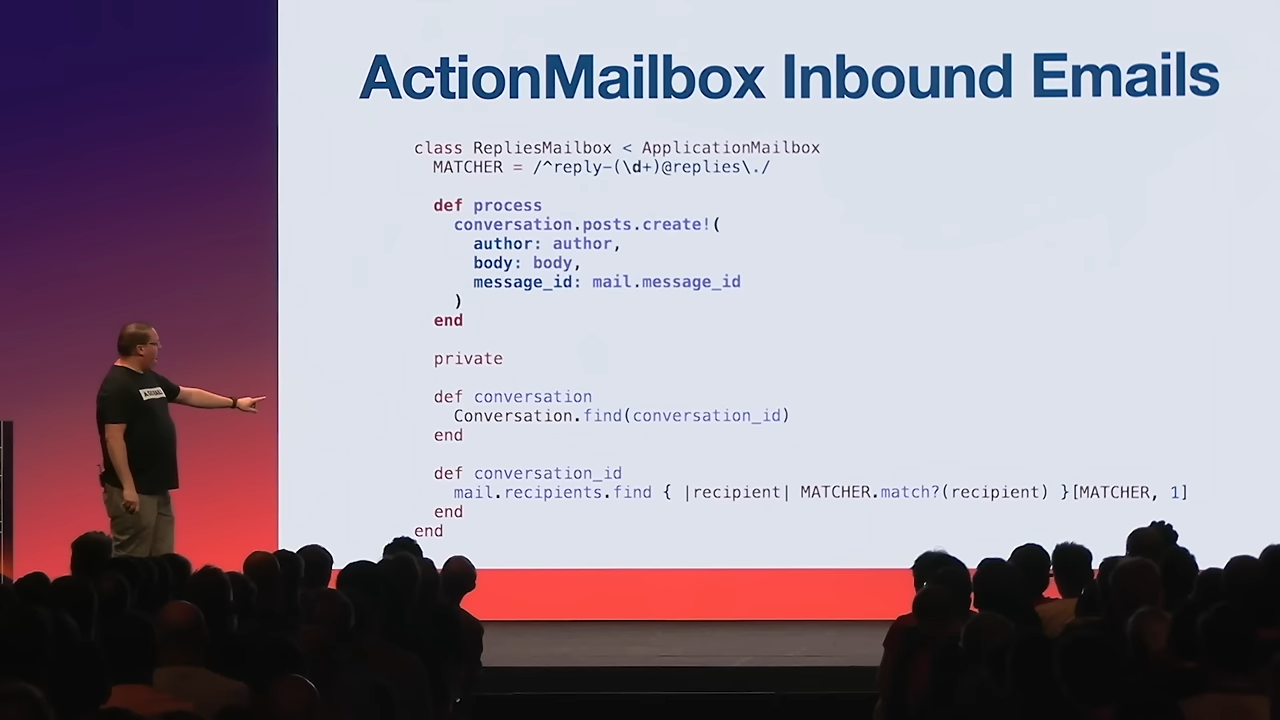 ActionMailbox Inbound Emails
class RepliesMailbox < ApplicationMailbox
  MATCHER = /^reply-(\d+)@replies\./
  def process
    conversation.posts.create!(
      author: author,
      body: body,
      message_id: mail.message_id
    )
  end
  private
  def conversation
    Conversation.find(conversation_id)
  end
  def conversation_id
    mail.recipients.find { |recipient| MATCHER.match?(recipient) }[MATCHER, 1]
  end
end